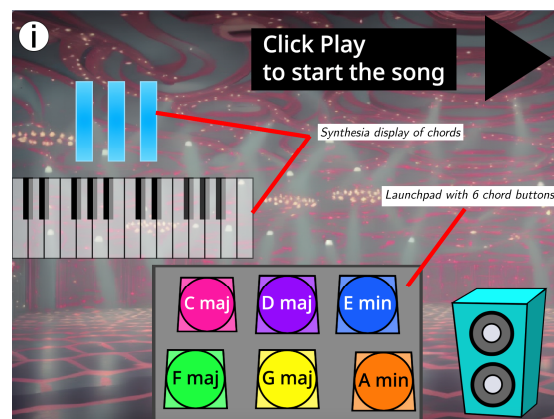 i
Click Play
to start the song
Synthesia display of chords
Launchpad with 6 chord buttons
C maj
D maj
E min
F maj
G maj
A min